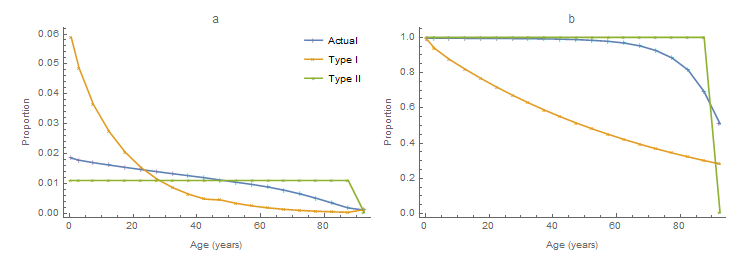 a
b
0.06
0.05
0.04
0.03
0.02
0.01
0.00
Proportion
0
20
40
60
80
Age (years)
Actual
Type I
Type II
1.0
0.8
0.6
0.4
0.2
0.0
Proportion
0
20
40
60
80
Age (years)